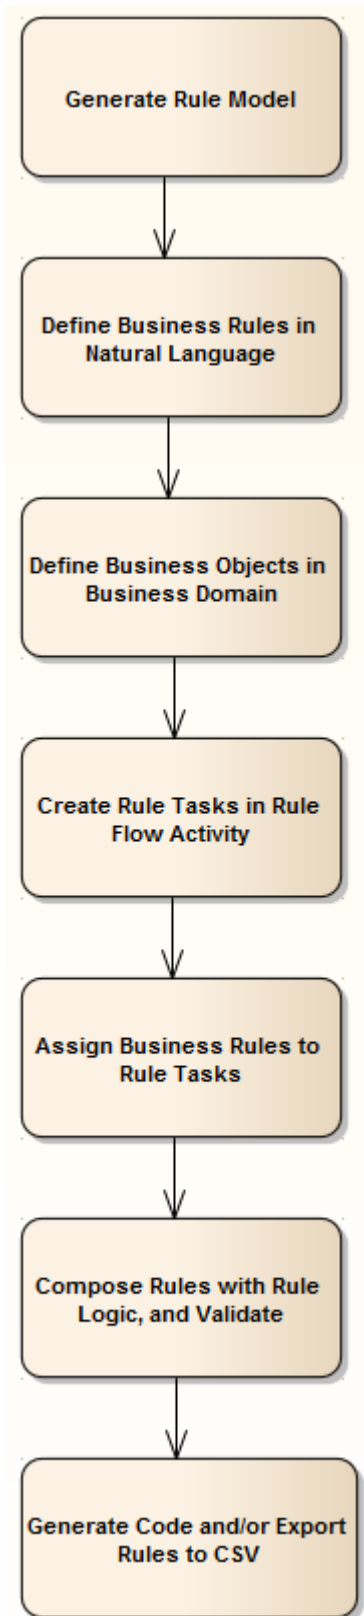 Generate Rule Model
Define Business Rules in
Natural Language
Define Business Objects in
Business Domain
Create Rule Tasks in Rule
Flow Activity
Assign Business Rules to
Rule Tasks
Compose Rules with Rule
Logic, and Validate
Generate Code and/or Export
Rules to CSV